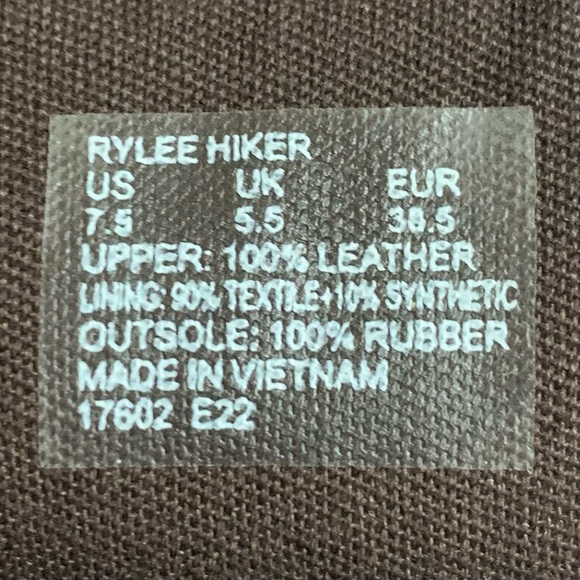 RYLEE HIKER
US UK EUR
7.5 5.5 38.5
UPPER: 100% LEATHER
LINING: 90% TEXTILE+10% SYNTHETIC
OUTSOLE: 100% RUBBER
MADE IN VIETNAM
17602 E22